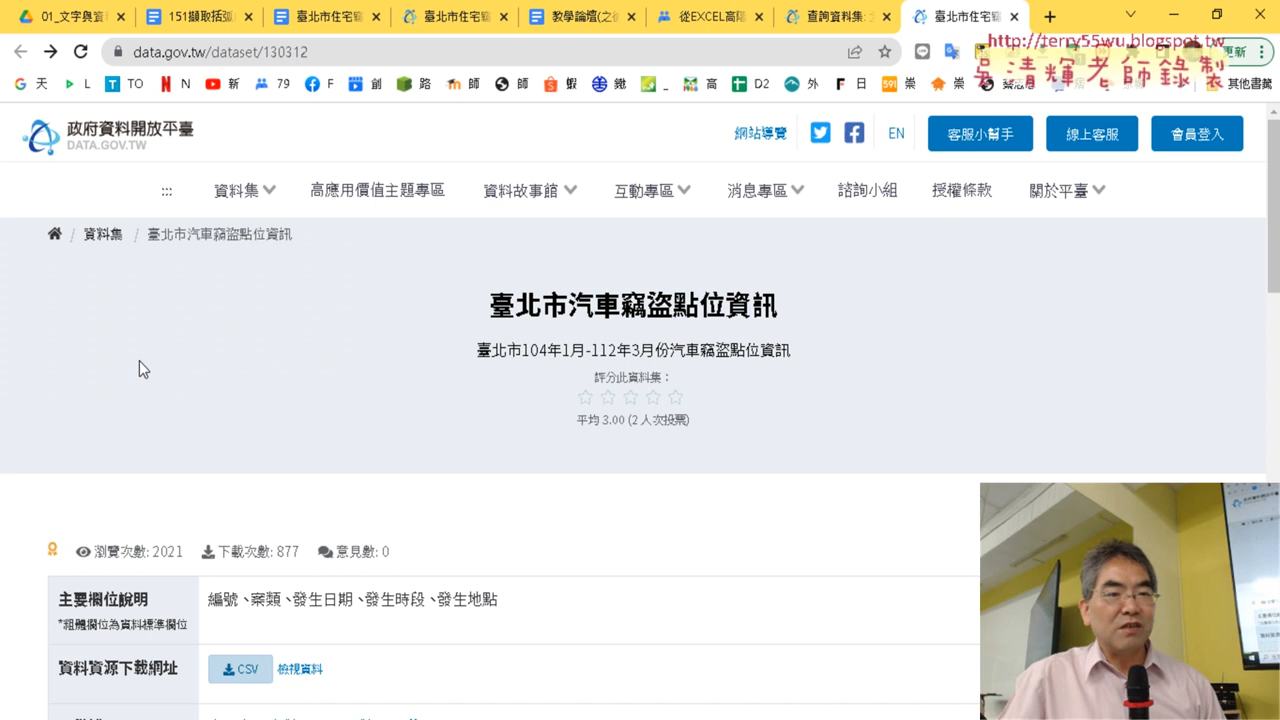 01_文字與資
151擷取括弧
臺北市住宅竊
臺北市住宅竊
教學論壇(之後
從EXCEL高階
查詢資料集:
臺北市住宅竊
data.gov.tw/dataset/130312
更新
http://terry55wu.blogspot.tw
吳清輝老師錄製
天
L
TO
N
新
79
F
創
路
師
師
蝦
鐵
高
D2
外
日
崇
崇
其他書籤
政府資料開放平臺
DATA.GOV.TW
網站導覽
EN
客服小幫手
線上客服
會員登入
:::
資料集
高應用價值主題專區
資料故事館
互動專區
消息專區
諮詢小組
授權條款
關於平臺
/ 資料集 / 臺北市汽車竊盜點位資訊
臺北市汽車竊盜點位資訊
臺北市104年1月-112年3月份汽車竊盜點位資訊
評分此資料集:
平均 3.00 (2 人次投票)
瀏覽次數: 2021
下載次數: 877
意見數: 0
主要欄位說明
*粗體欄位為資料標準欄位
編號、案類、發生日期、發生時段、發生地點
資料資源下載網址
CSV
檢視資料